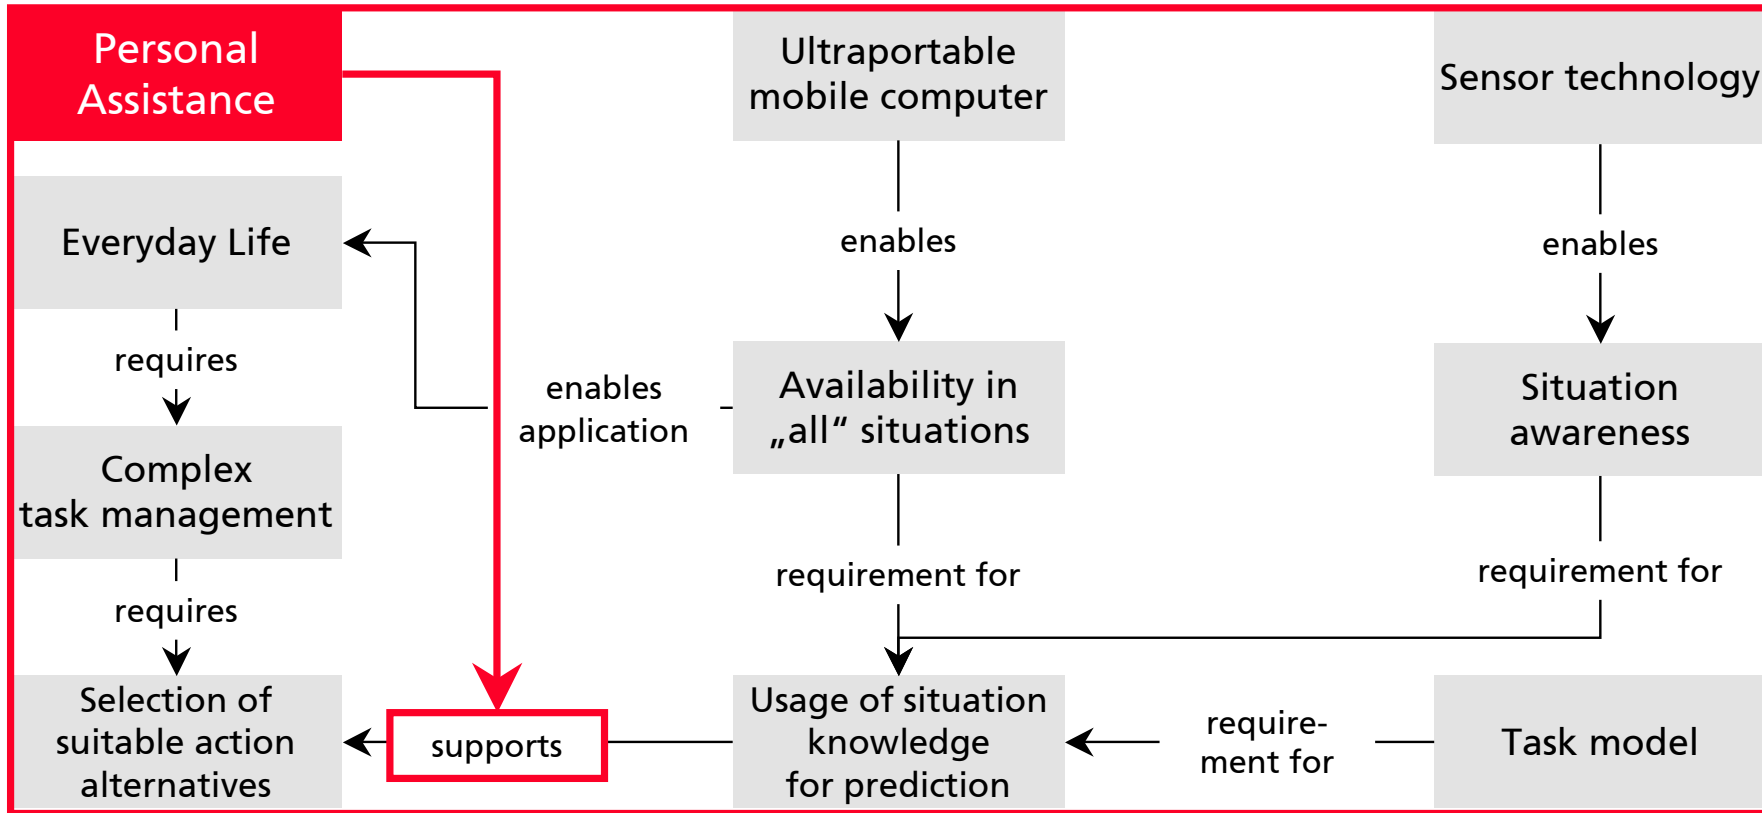 Personal
Assistance
Ultraportable
mobile computer
Sensor technology
Everyday Life
enables
enables
requires
enables
application
Availability in
„all“ situations
Situation
awareness
Complex
task management
requirement for
requirement for
requires
Selection of
suitable action
alternatives
supports
Usage of situation
knowledge
for prediction
require-
ment for
Task model